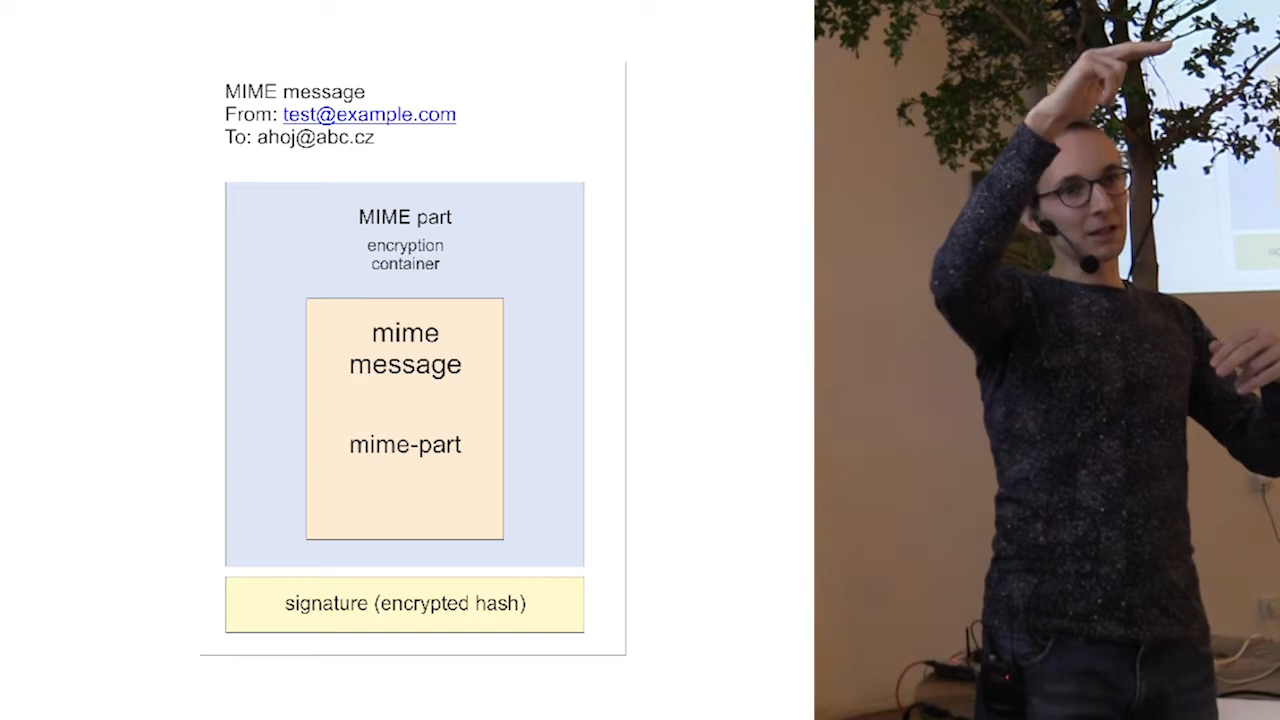 MIME message
From: test@example.com
To: ahoj@abc.cz
MIME part
encryption
container
mime
message
mime-part
signature (encrypted hash)